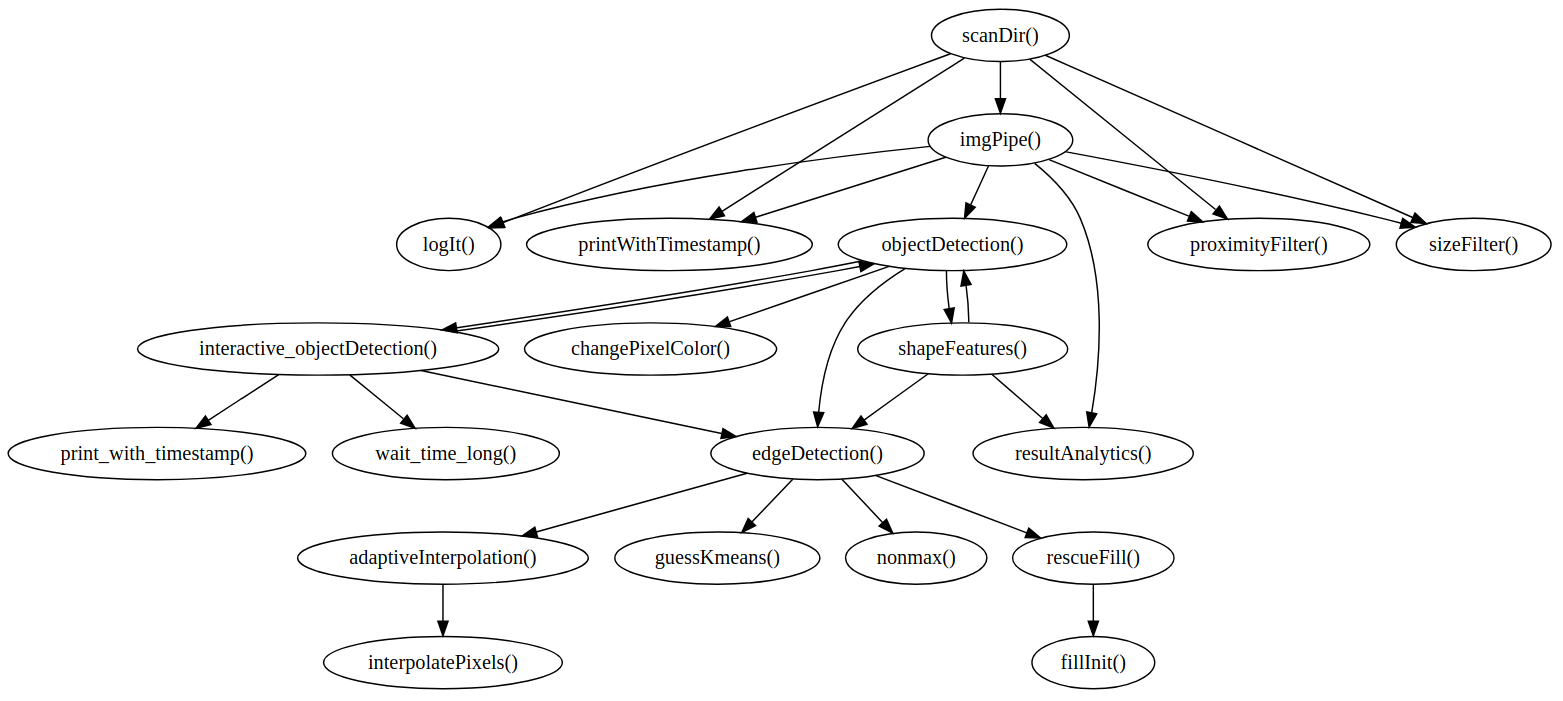 scanDir()
imgPipe()
logIt()
printWithTimestamp()
objectDetection()
proximityFilter()
sizeFilter()
interactive_objectDetection()
changePixelColor()
shapeFeatures()
print_with_timestamp()
wait_time_long()
edgeDetection()
resultAnalytics()
adaptiveInterpolation()
guessKmeans()
nonmax()
rescueFill()
interpolatePixels()
fillInit()